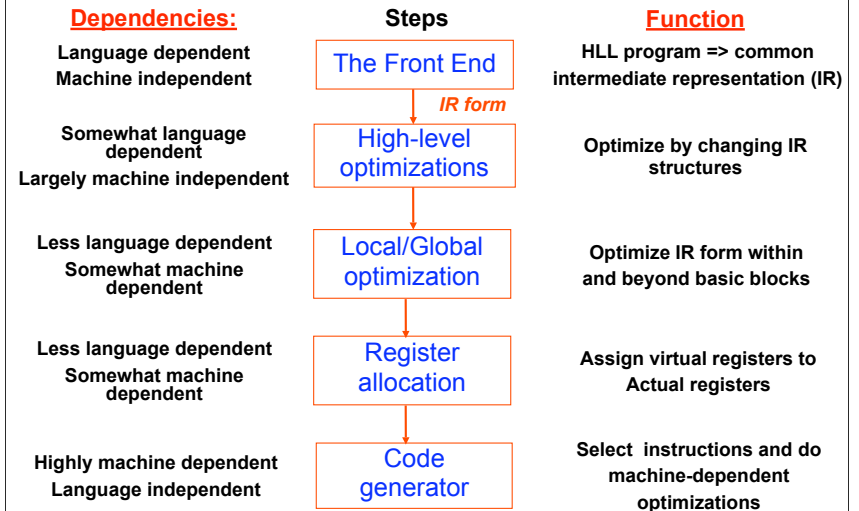 Dependencies:
Steps
Function
Language dependent
Machine independent
The Front End
HLL program => common
intermediate representation (IR)
IR form
Somewhat language
dependent
Largely machine independent
High-level
optimizations
Optimize by changing IR
structures
Less language dependent
Somewhat machine
dependent
Local/Global
optimization
Optimize IR form within
and beyond basic blocks
Less language dependent
Somewhat machine
dependent
Register
allocation
Assign virtual registers to
Actual registers
Highly machine dependent
Language independent
Code
generator
Select instructions and do
machine-dependent
optimizations